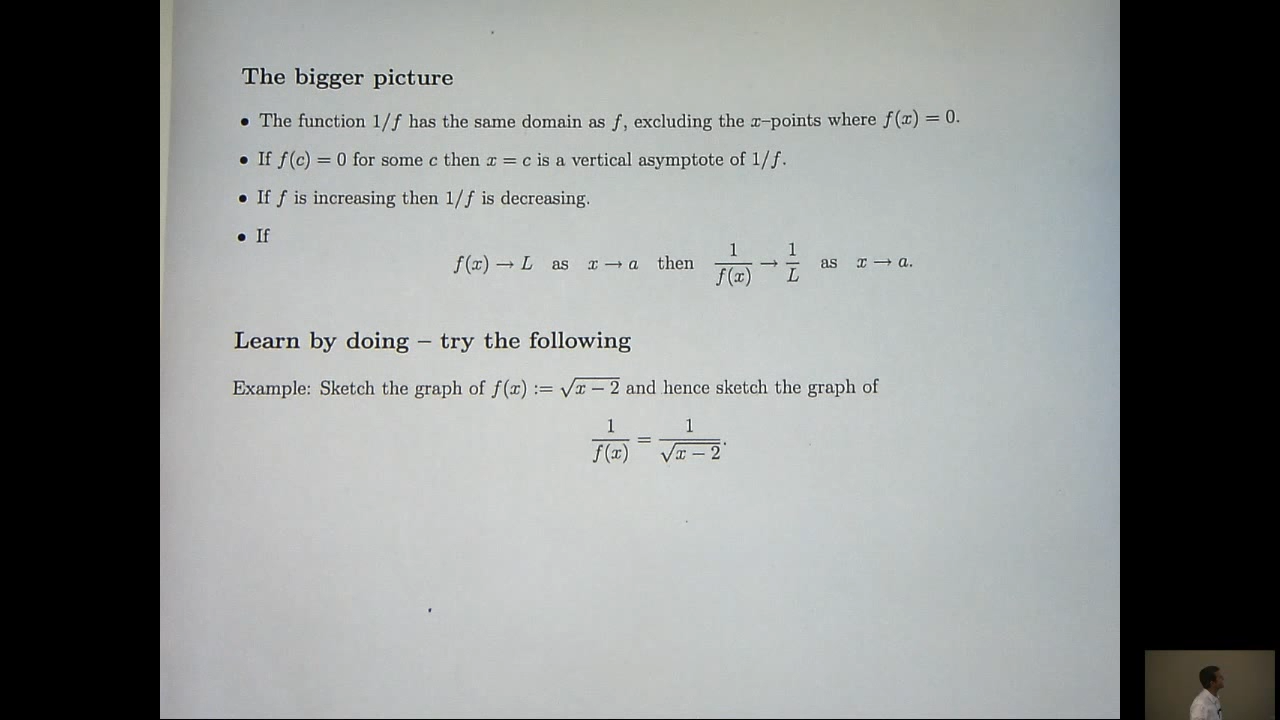 The bigger picture
• The function 1/f has the same domain as f, excluding the x–points where f(x) = 0.
• If f(c) = 0 for some c then x = c is a vertical asymptote of 1/f.
• If f is increasing then 1/f is decreasing.
• If
f(x) → L as x → a then 1/f(x) → 1/L as x → a.
Learn by doing – try the following
Example: Sketch the graph of f(x) := √(x − 2) and hence sketch the graph of
1/f(x) = 1/√(x − 2).